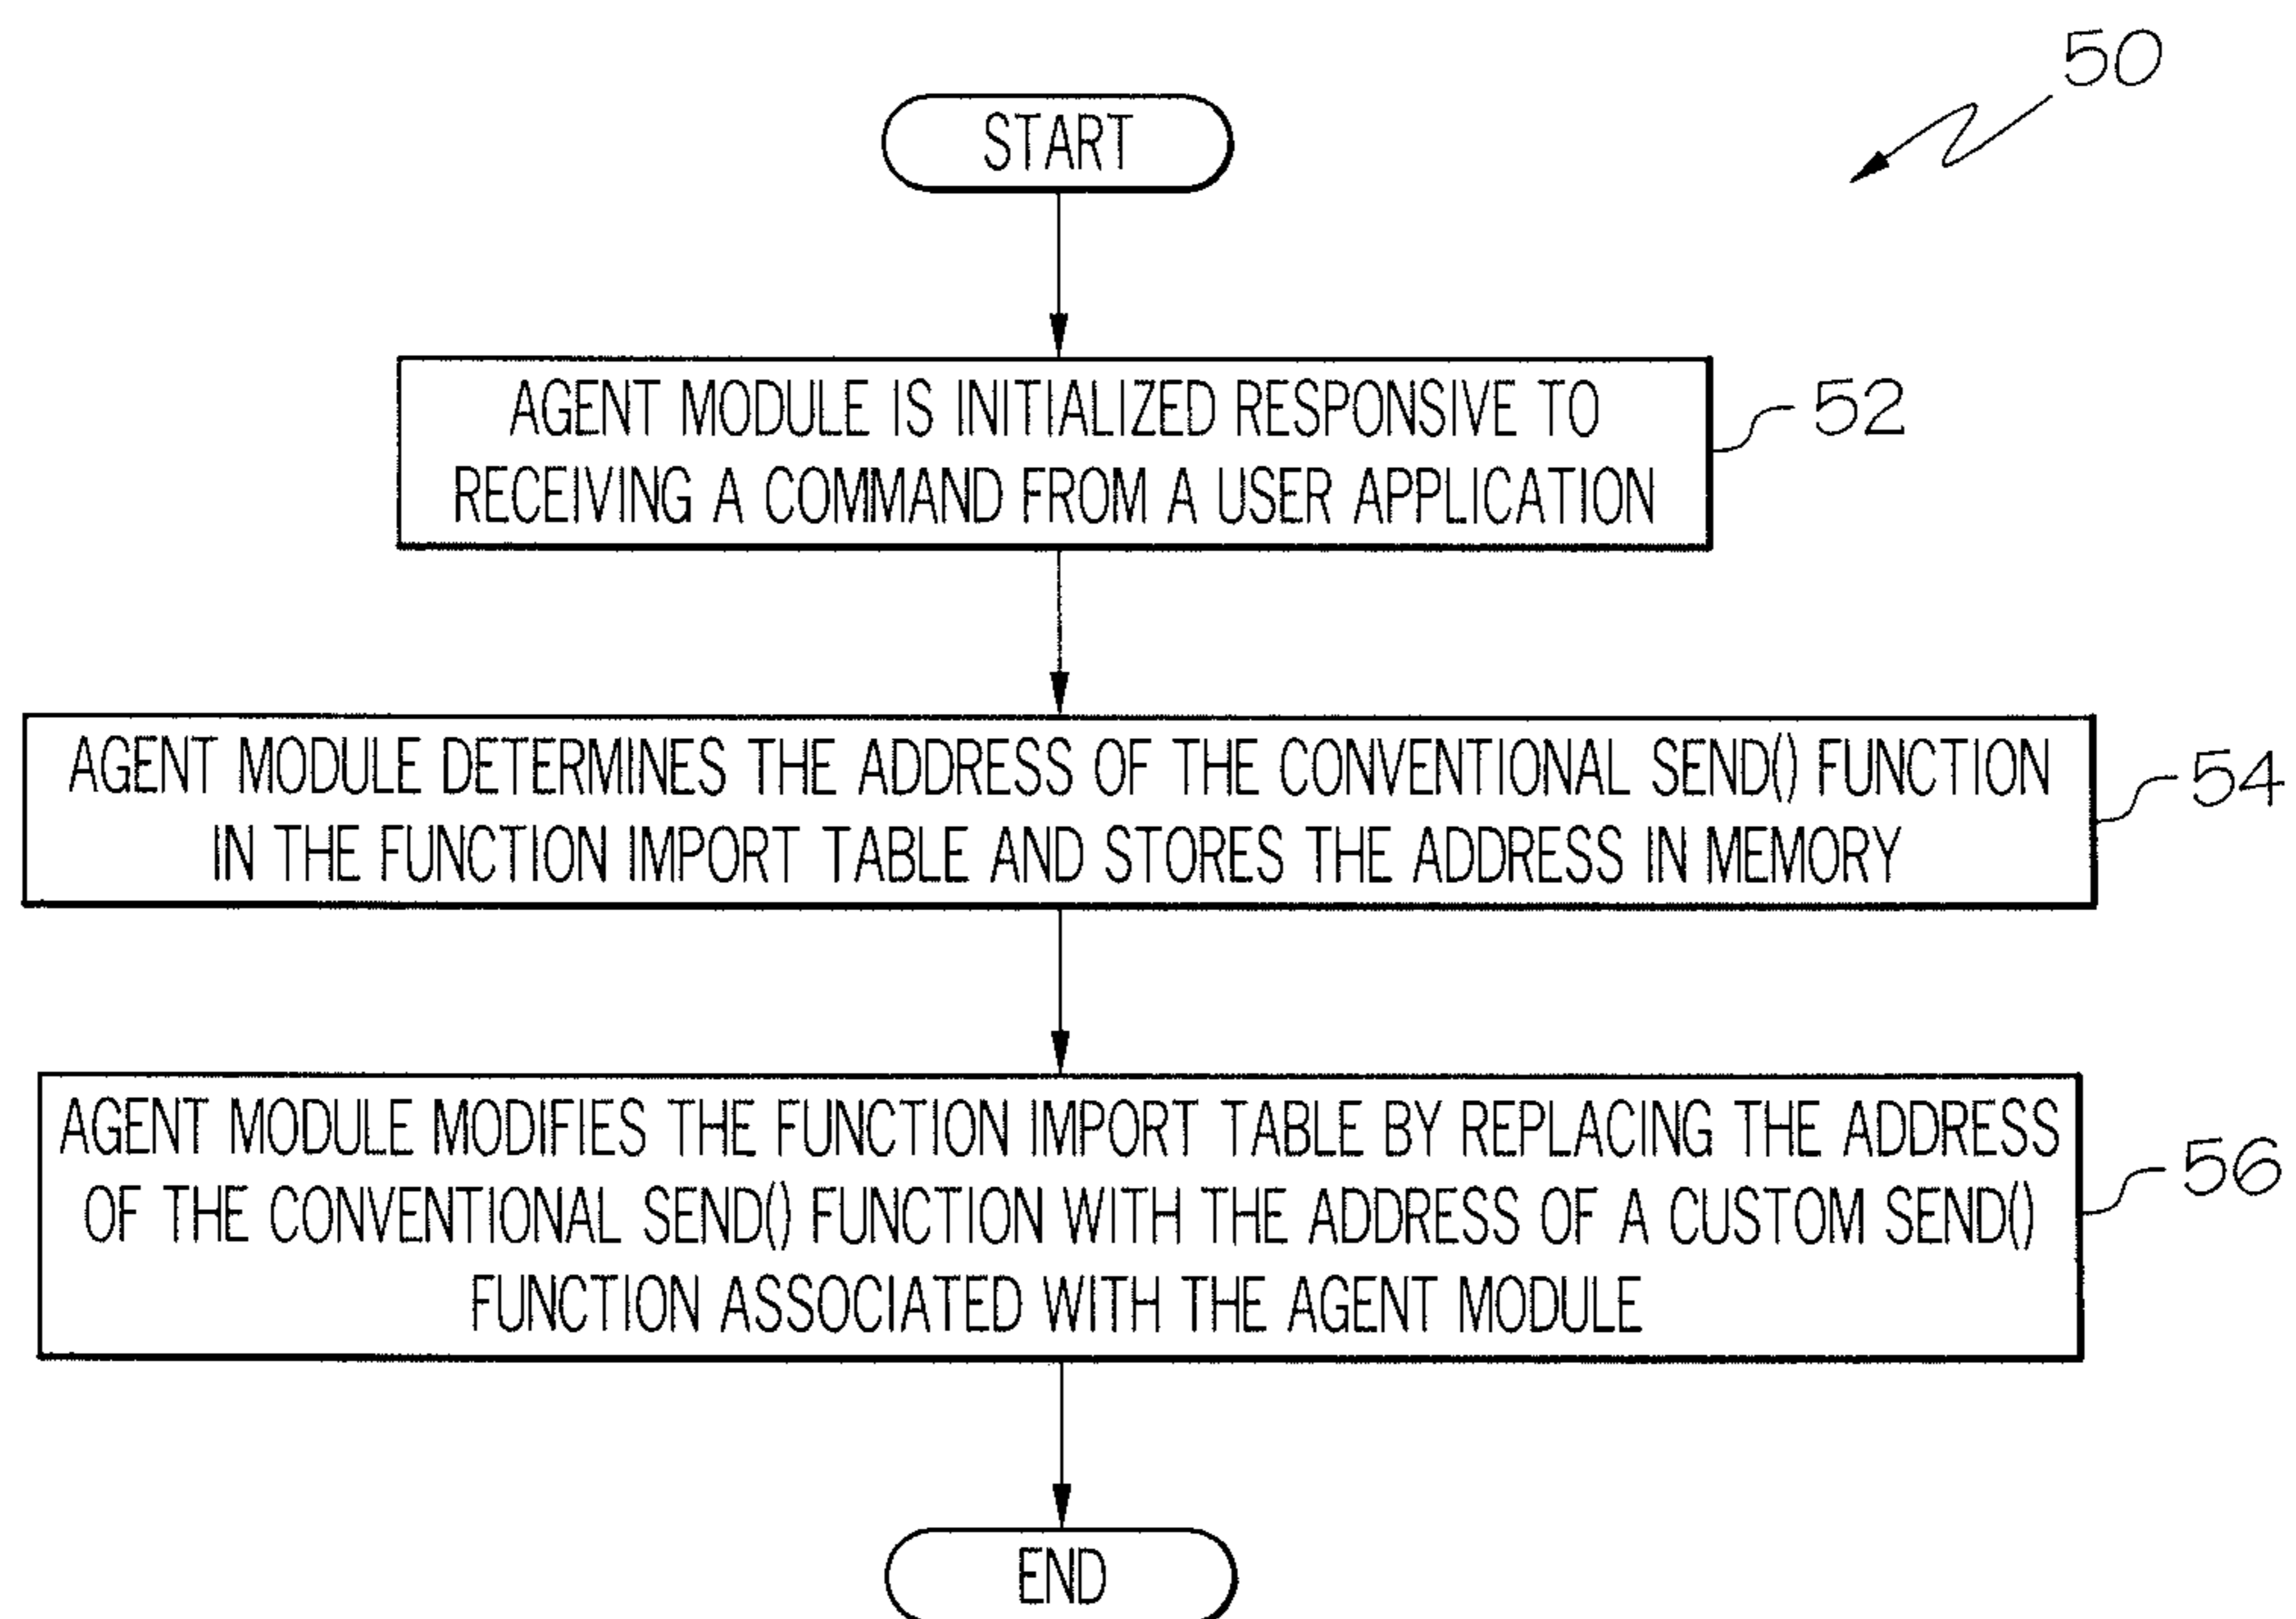 50
START
AGENT MODULE IS INITIALIZED RESPONSIVE TO
RECEIVING A COMMAND FROM A USER APPLICATION
52
AGENT MODULE DETERMINES THE ADDRESS OF THE CONVENTIONAL SEND() FUNCTION
IN THE FUNCTION IMPORT TABLE AND STORES THE ADDRESS IN MEMORY
54
AGENT MODULE MODIFIES THE FUNCTION IMPORT TABLE BY REPLACING THE ADDRESS
OF THE CONVENTIONAL SEND() FUNCTION WITH THE ADDRESS OF A CUSTOM SEND()
FUNCTION ASSOCIATED WITH THE AGENT MODULE
56
END